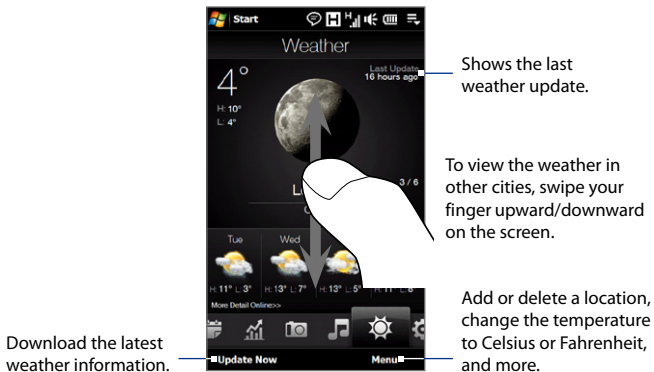 Start
Weather
4°
H: 10°
L: 4°
Last Update
16 hours ago
Shows the last
weather update.
To view the weather in
other cities, swipe your
finger upward/downward
on the screen.
3 / 6
Tue Wed
H: 11° L: 3° H: 13° L: 7° H: 13° L: 5° H: 11° L: 8°
More Detail Online>>
Add or delete a location,
change the temperature
to Celsius or Fahrenheit,
and more.
Download the latest
weather information.
Update Now Menu